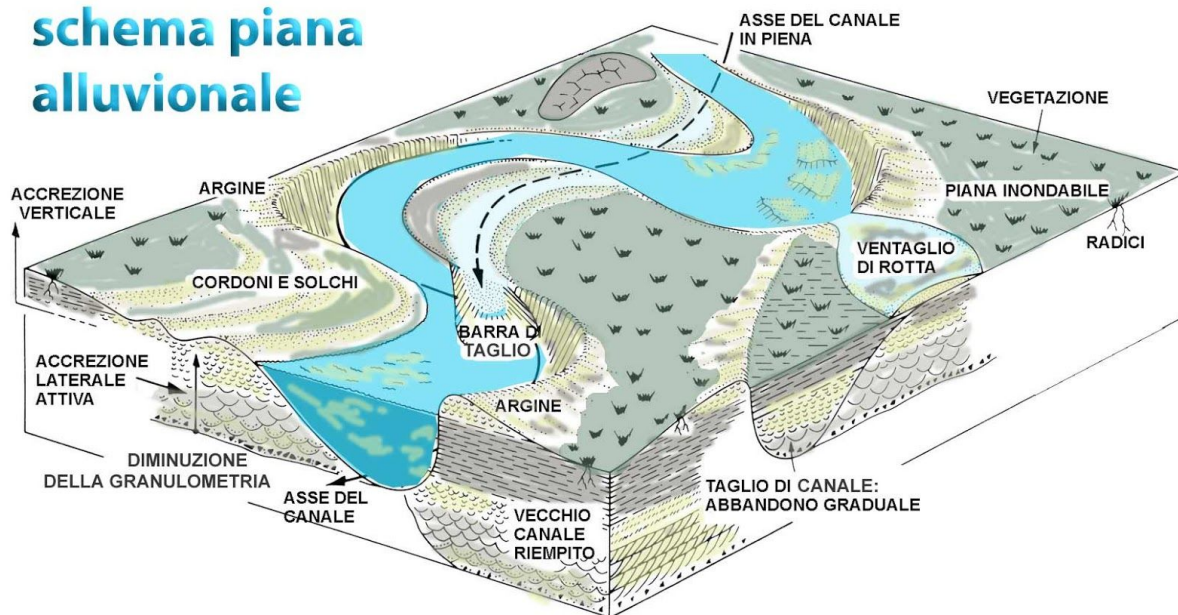 schema piana
alluvionale
ASSE DEL CANALE
IN PIENA
VEGETAZIONE
ARGINE
ACCREZIONE
VERTICALE
PIANA INONDABILE
RADICI
VENTAGLIO
DI ROTTA
CORDONI E SOLCHI
BARRA DI
TAGLIO
ACCREZIONE
LATERALE
ATTIVA
ARGINE
DIMINUZIONE
DELLA GRANULOMETRIA
ASSE DEL
CANALE
VECCHIO
CANALE
RIEMPITO
TAGLIO DI CANALE:
ABBANDONO GRADUALE